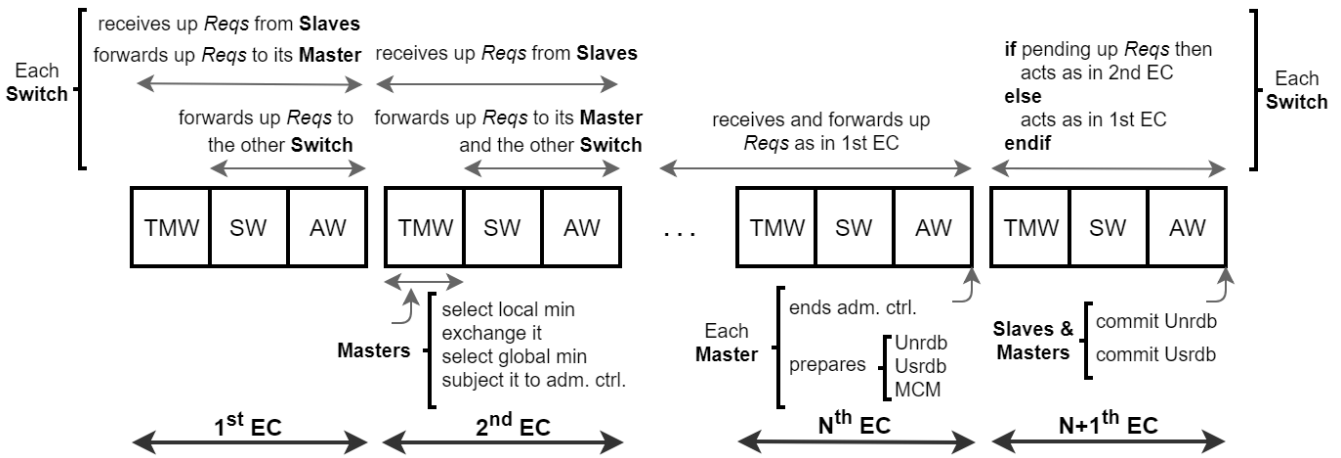 receives up Reqs from Slaves
forwards up Reqs to its Master
Each
Switch
forwards up Reqs to
the other Switch
receives up Reqs from Slaves
forwards up Reqs to its Master
and the other Switch
receives and forwards up
Reqs as in 1st EC
if pending up Reqs then
acts as in 2nd EC
else
acts as in 1st EC
endif
Each
Switch
TMW SW AW
TMW SW AW
. . .
TMW SW AW
TMW SW AW
Masters
select local min
exchange it
select global min
subject it to adm. ctrl.
Each
Master
ends adm. ctrl.
prepares
Unrdb
Usrdb
MCM
Slaves &
Masters
commit Unrdb
commit Usrdb
1st EC
2nd EC
Nth EC
N+1th EC